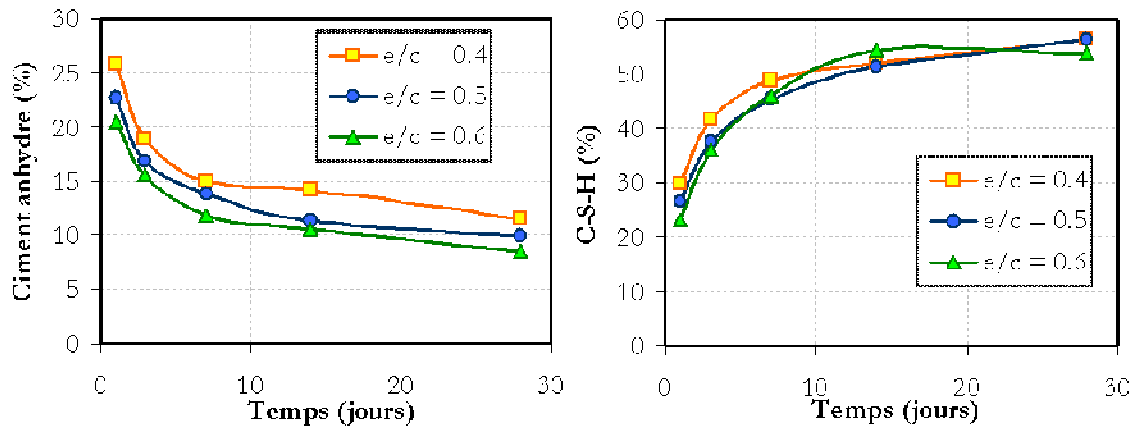 30
25
20
15
10
5
0
Ciment anhydre (%)
e/c = 0.4
e/c = 0.5
e/c = 0.6
0 10 20 30
Temps (jours)
60
50
40
30
20
10
0
C-S-H (%)
e/c = 0.4
e/c = 0.5
e/c = 0.6
0 10 20 30
Temps (jours)